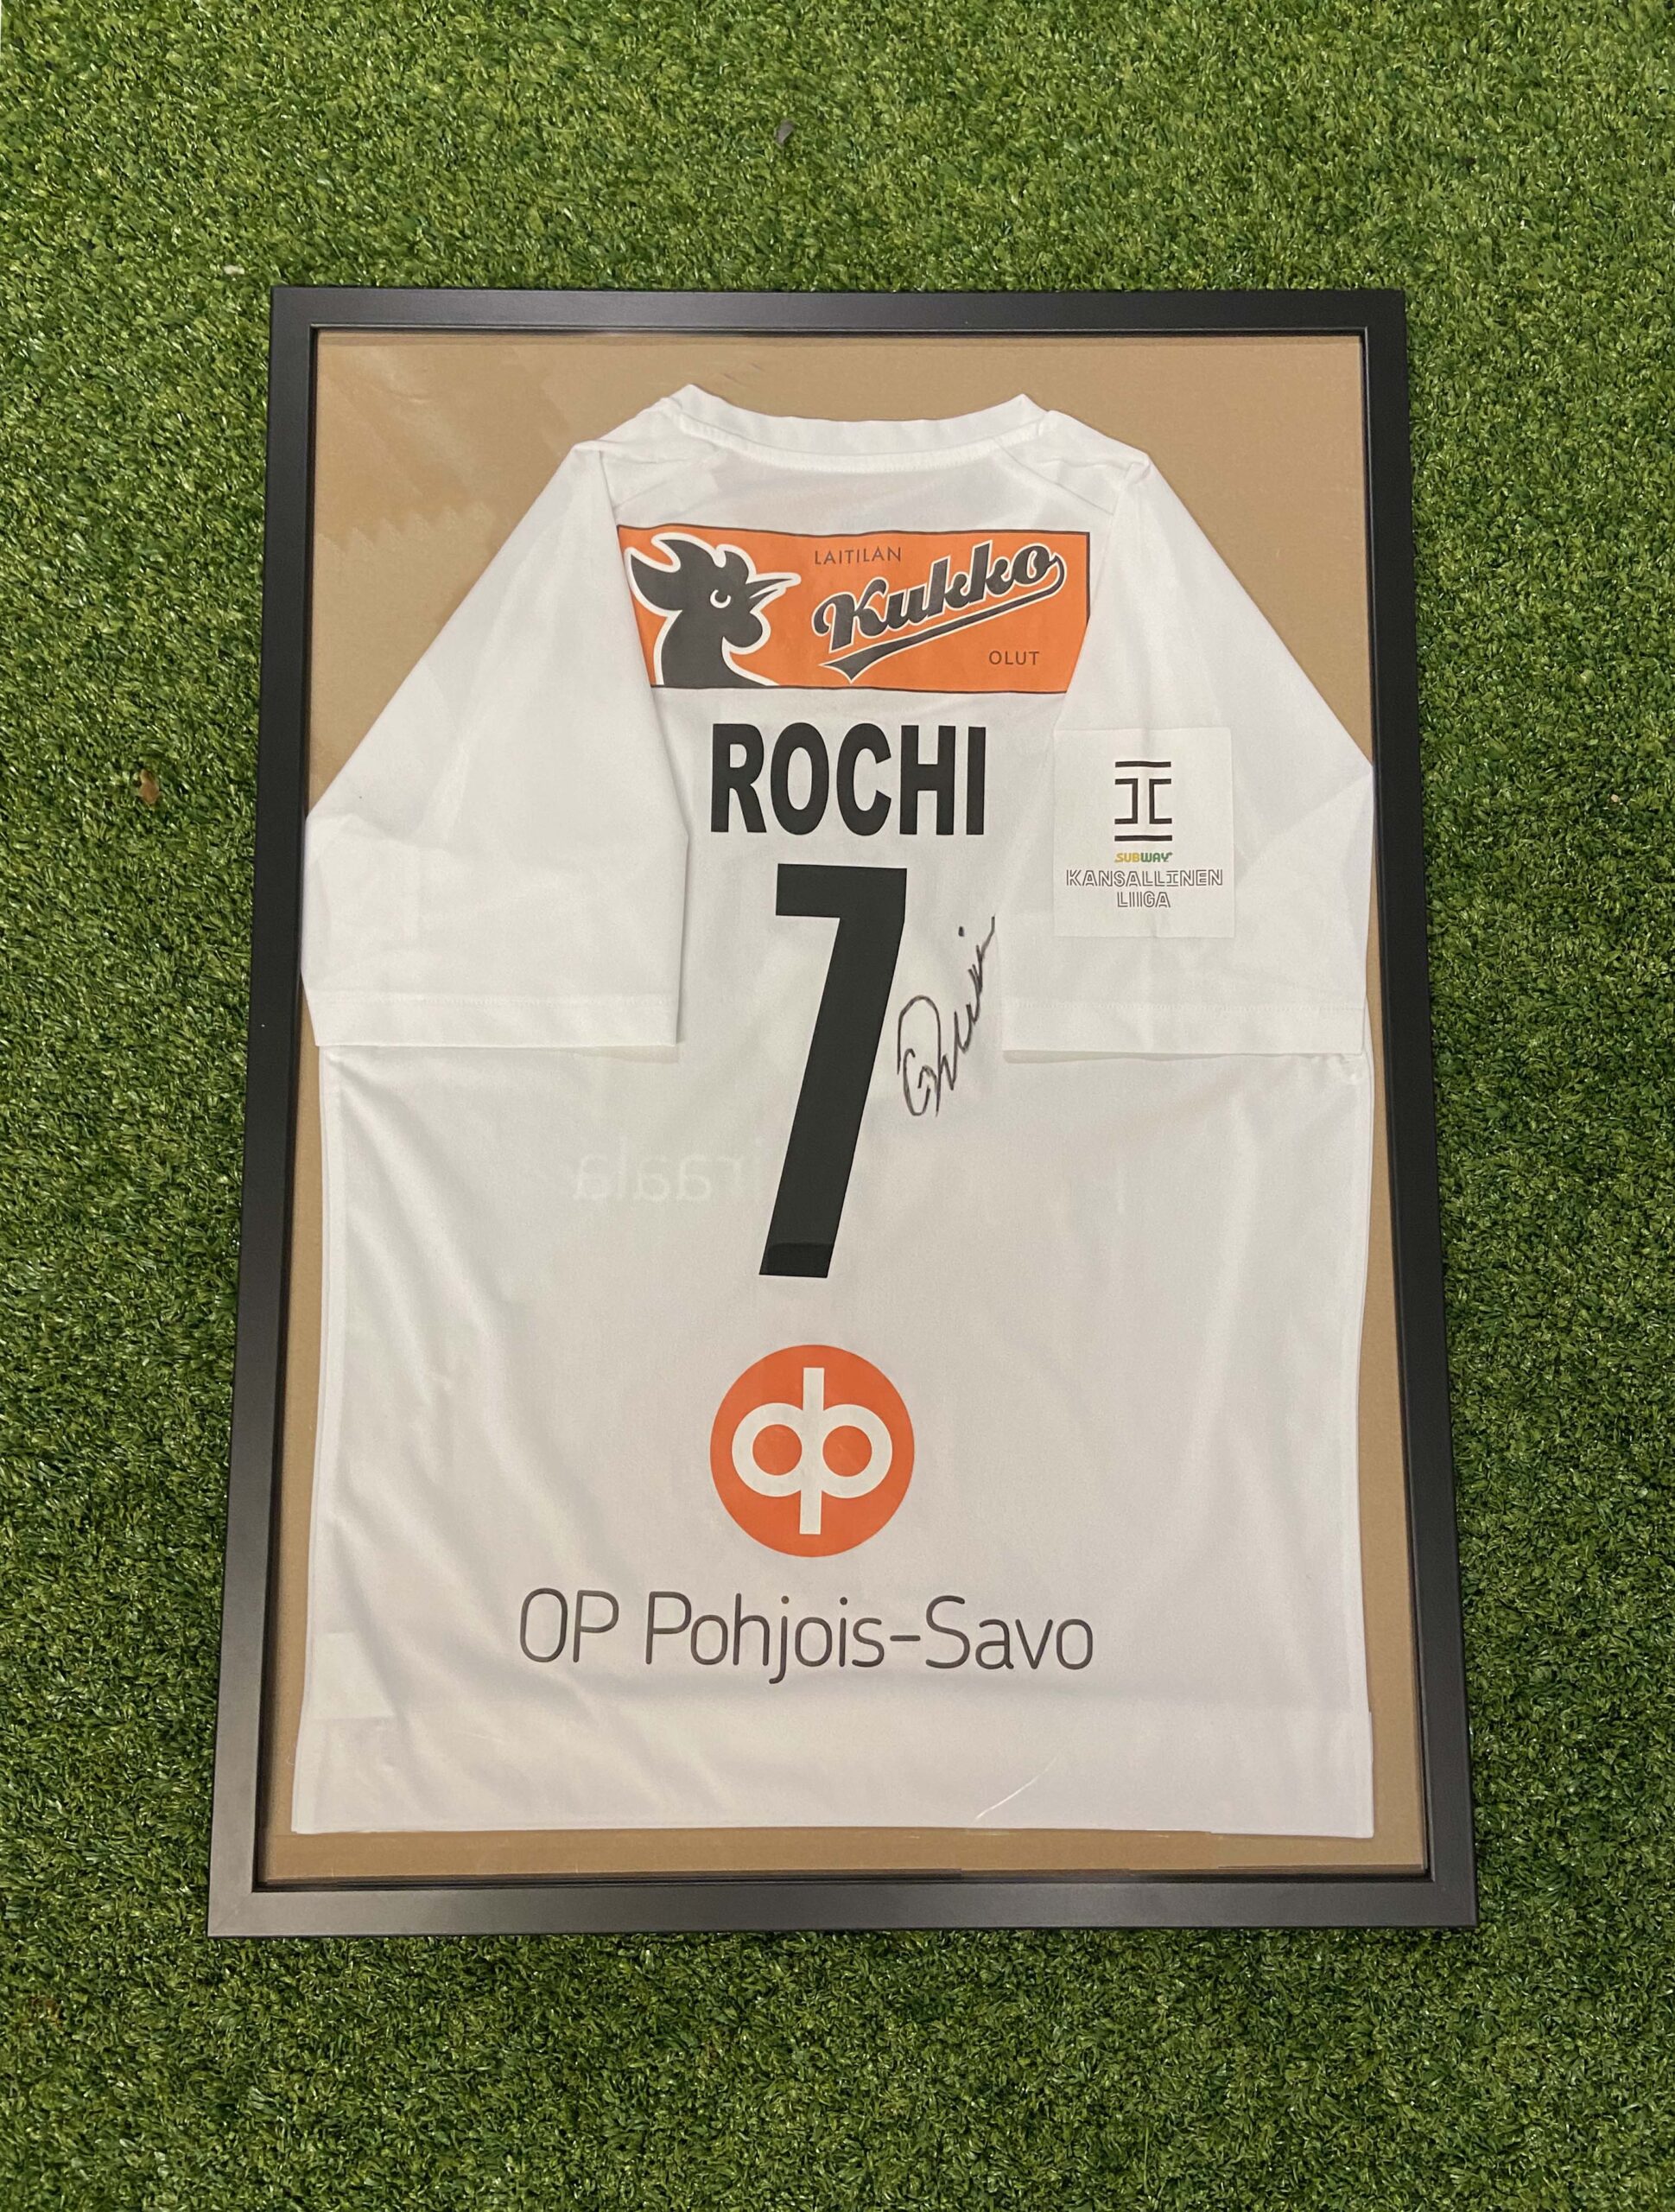 LAITILAN
Kukko
OLUT
ROCHI
7
SUBWAY
KANSALLINEN
LIIGA
op
OP Pohjois-Savo